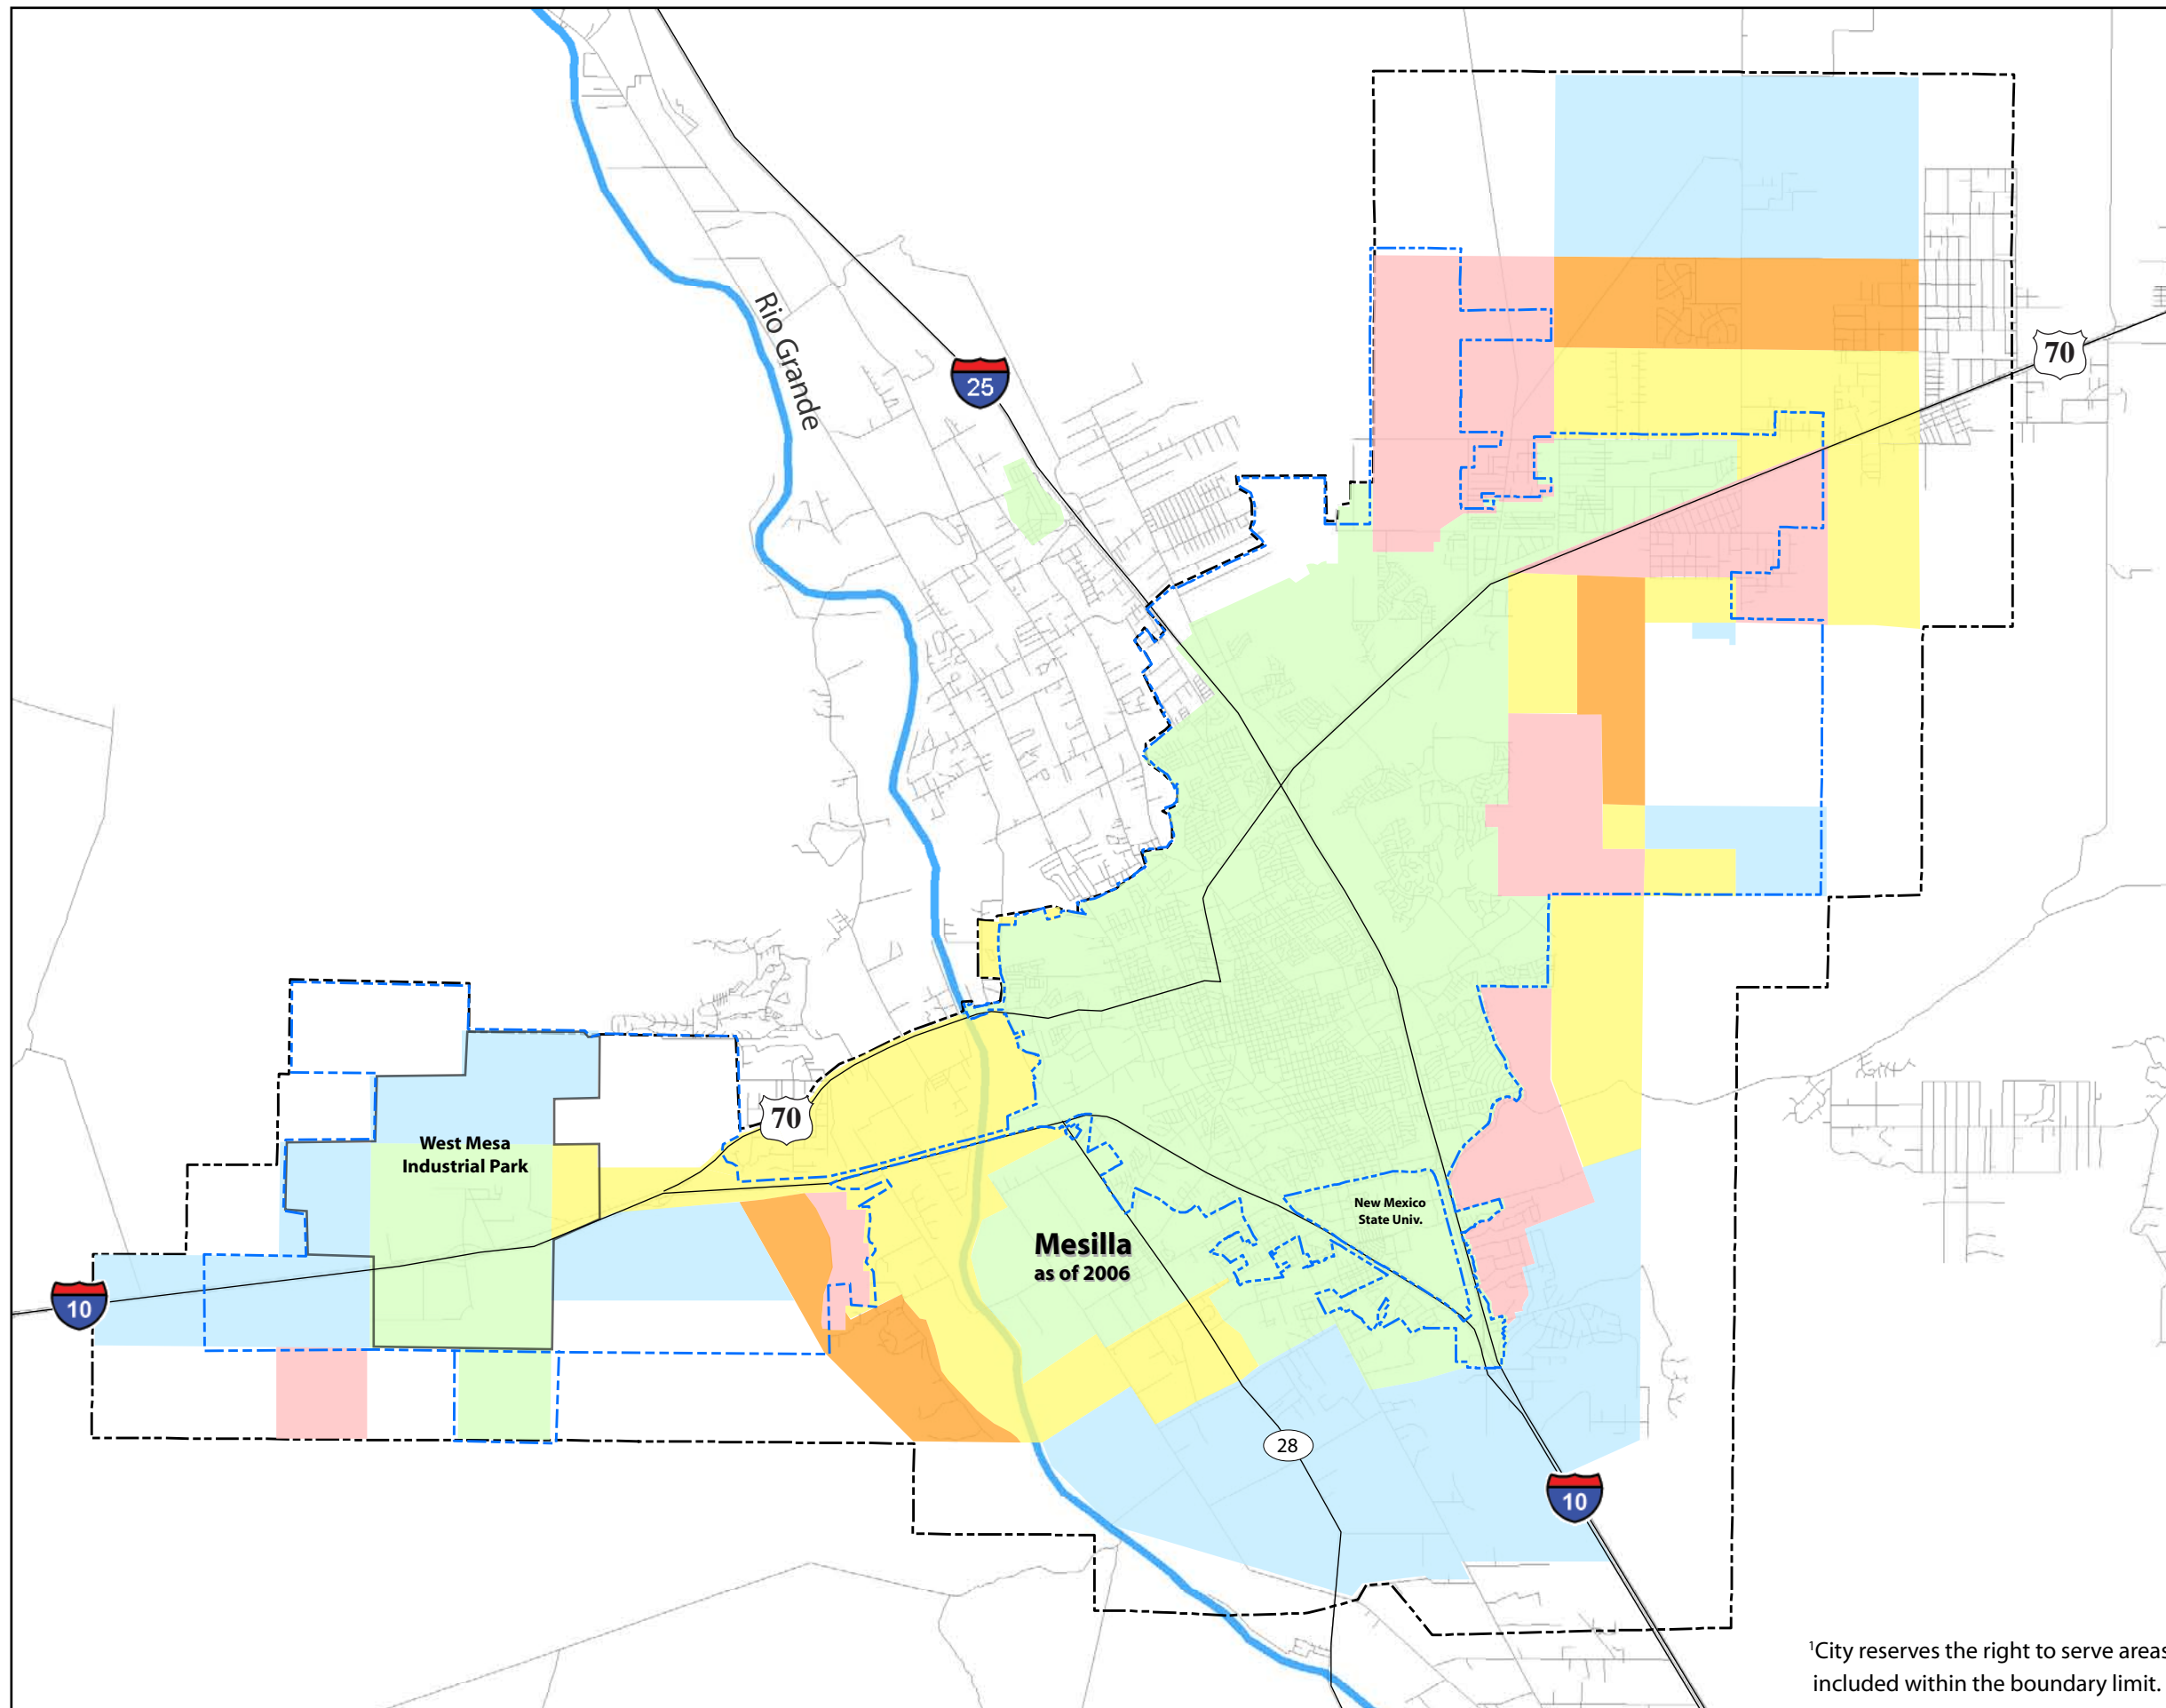 Rio Grande
25
70
70
West Mesa
Industrial Park
New Mexico
State Univ.
Mesilla
as of 2006
10
28
10
¹City reserves the right to serve areas
included within the boundary limit.